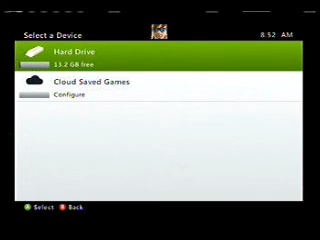 Select a Device
8:52 AM
Hard Drive
13.2 GB free
Cloud Saved Games
Configure
A Select B Back